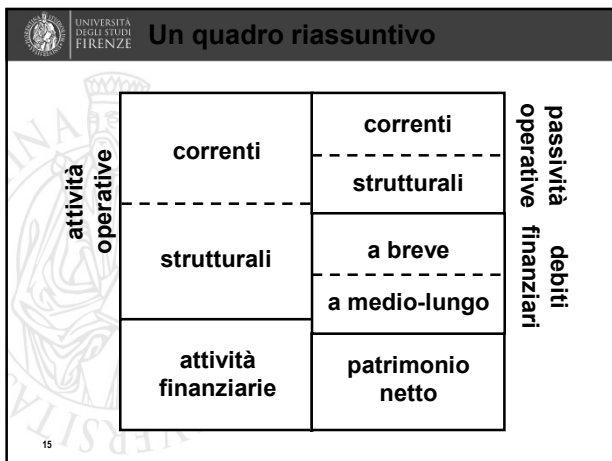 UNIVERSITÀ
DEGLI STUDI
FIRENZE
Un quadro riassuntivo
attività
operative
correnti
strutturali
attività
finanziarie
correnti
strutturali
a breve
a medio-lungo
patrimonio
netto
passività
operative
debiti
finanziari
15